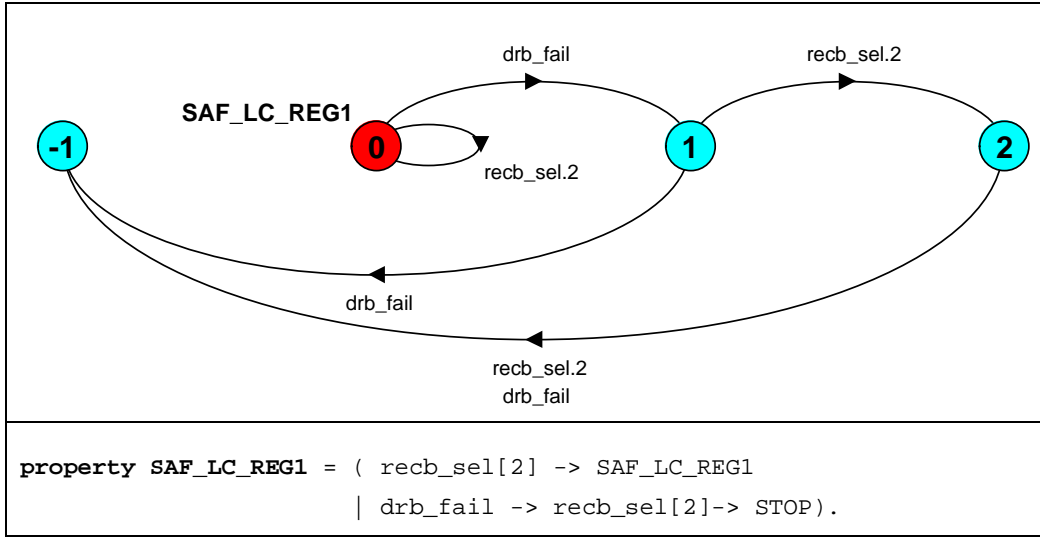 drb_fail
recb_sel.2
SAF_LC_REG1
-1
0
1
2
recb_sel.2
drb_fail
recb_sel.2
drb_fail
property SAF_LC_REG1 = ( recb_sel[2] -> SAF_LC_REG1
| drb_fail -> recb_sel[2]-> STOP).